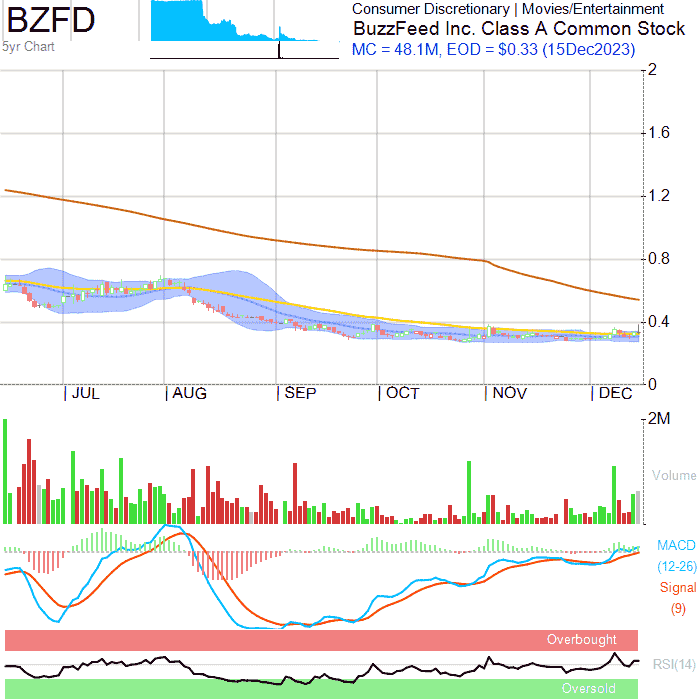 BZFD
5yr Chart
Consumer Discretionary | Movies/Entertainment
BuzzFeed Inc. Class A Common Stock
MC = 48.1M, EOD = $0.33 (15Dec2023)
2
1.6
1.2
0.8
0.4
0
JUL
AUG
SEP
OCT
NOV
DEC
2M
Volume
MACD
(12-26)
Signal
(9)
Overbought
RSI(14)
Oversold